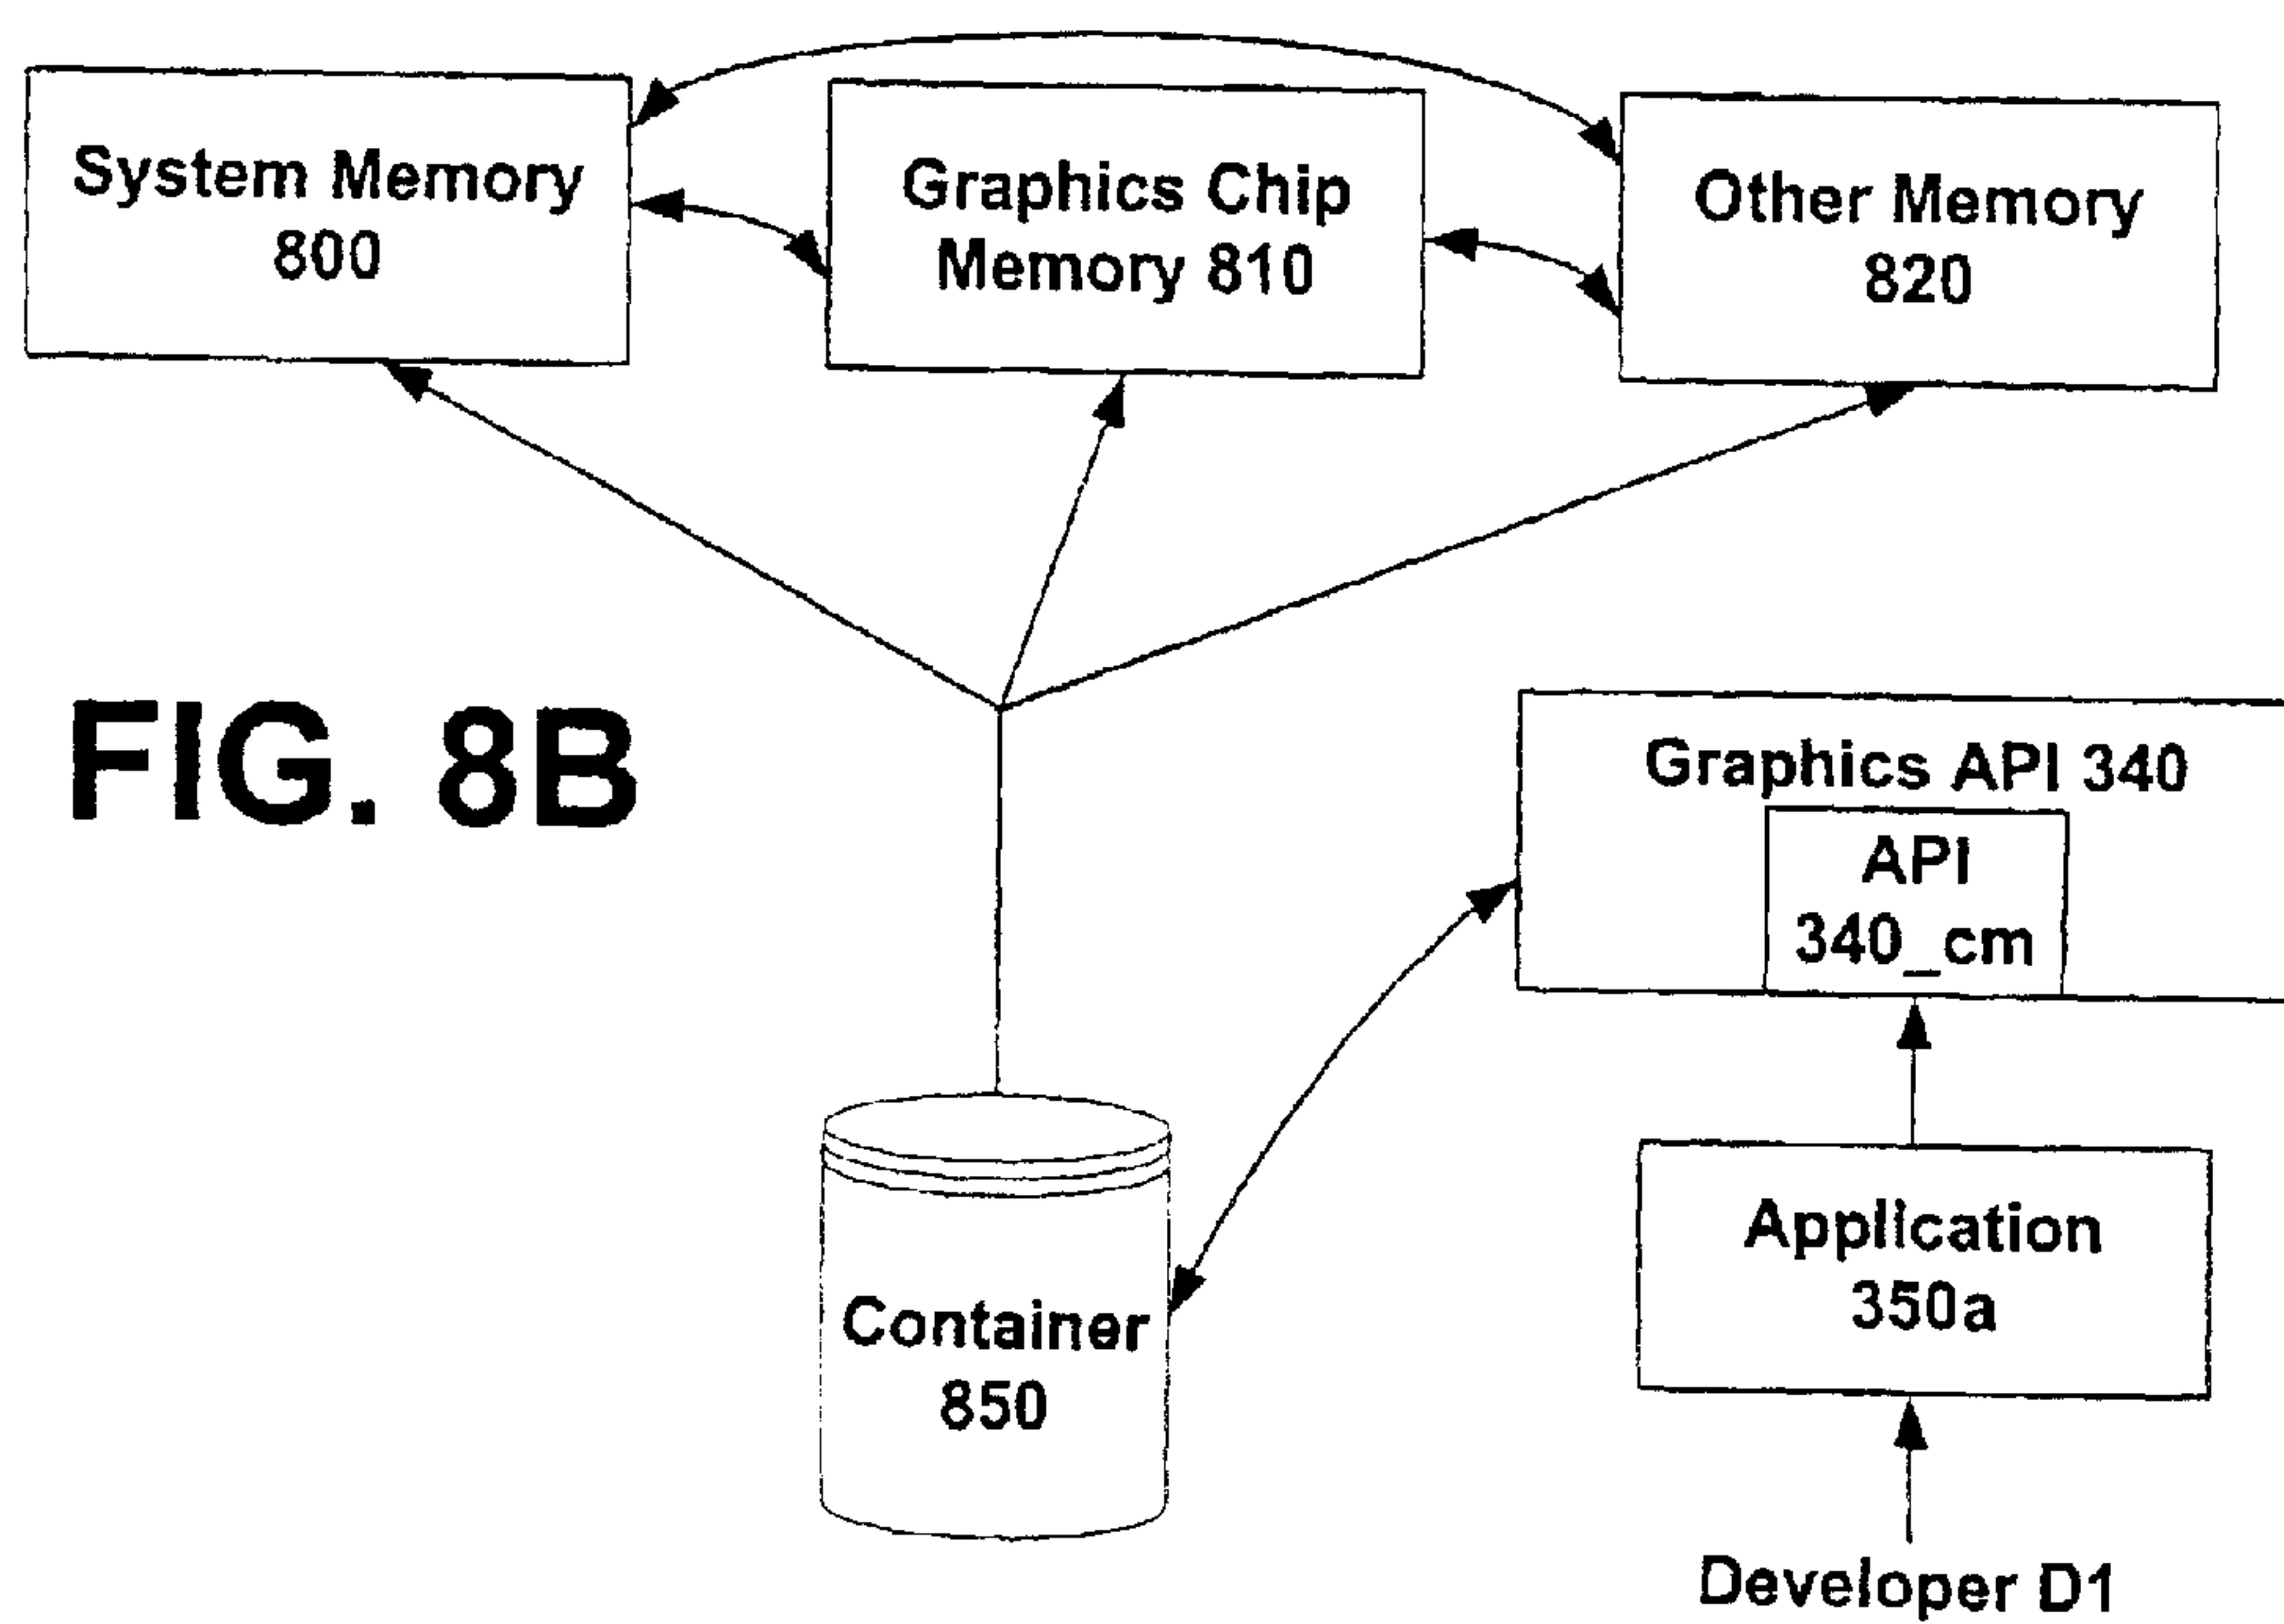 System Memory
800
Graphics Chip
Memory 810
Other Memory
820
FIG. 8B
Graphics API 340
API
340_cm
Container
850
Application
350a
Developer D1